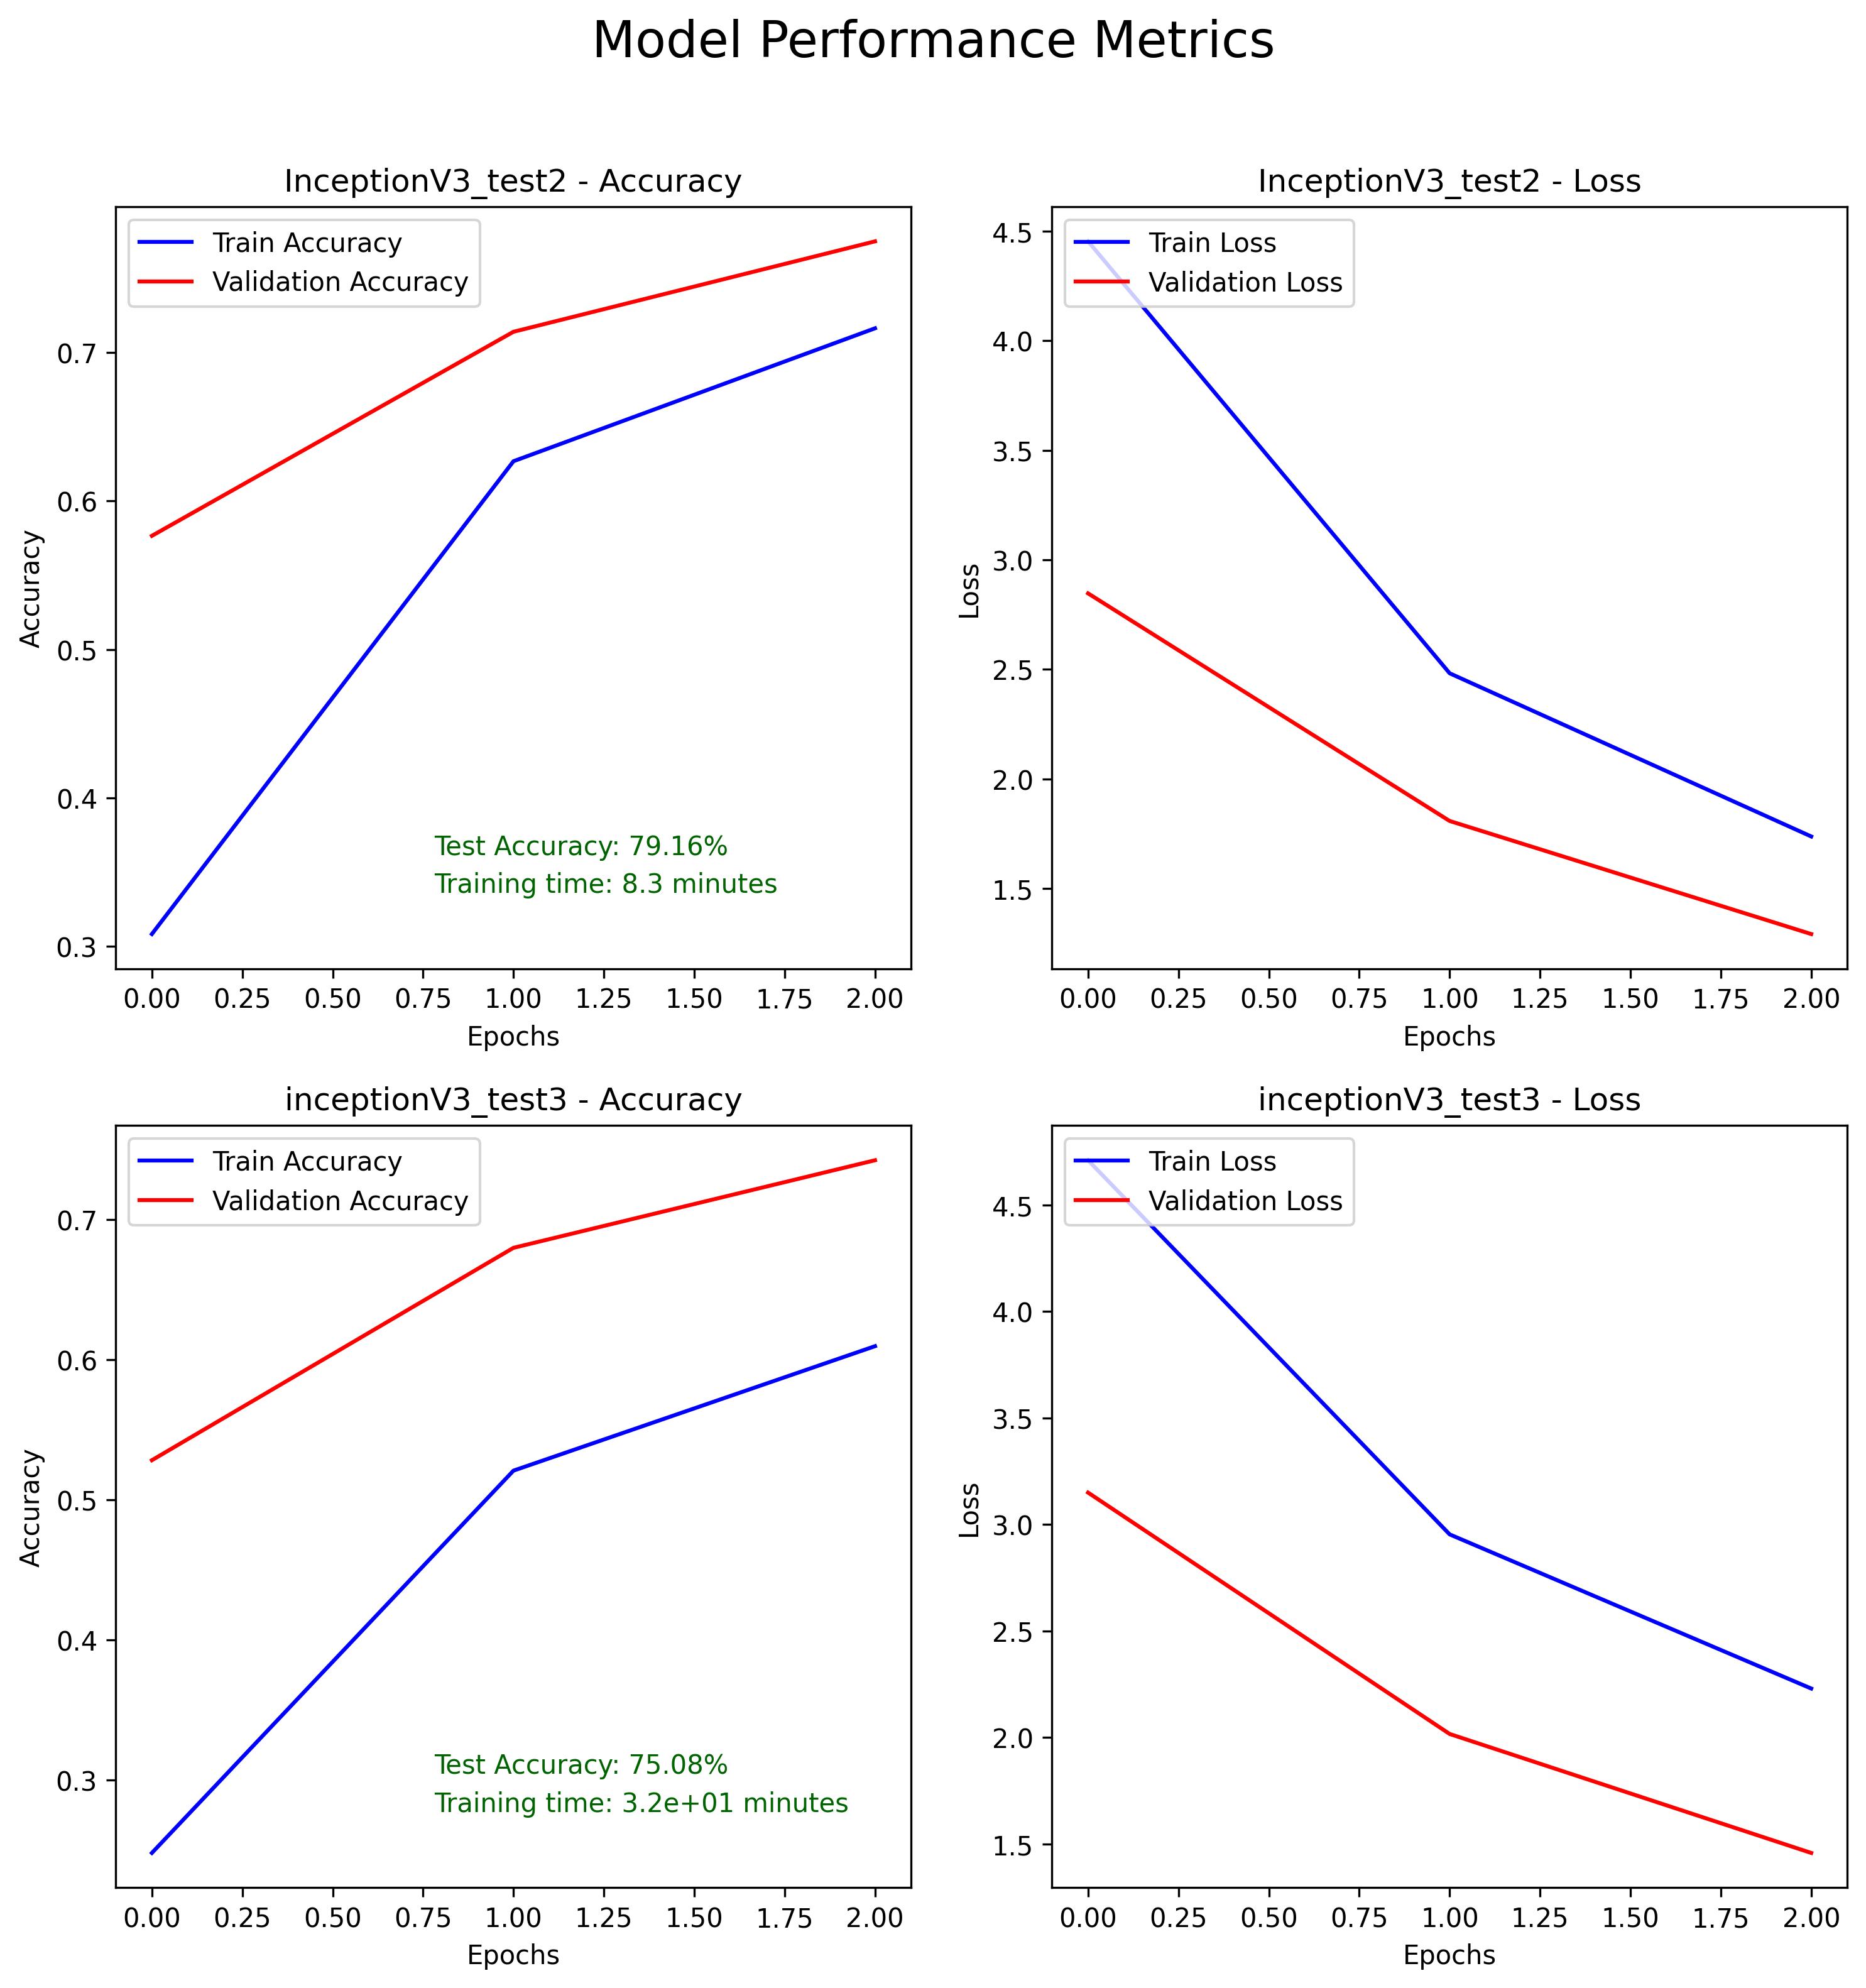 Model Performance Metrics
InceptionV3_test2 - Accuracy
Train Accuracy
Validation Accuracy
0.7
0.6
0.5
0.4
0.3
Accuracy
Test Accuracy: 79.16%
Training time: 8.3 minutes
0.00 0.25 0.50 0.75 1.00 1.25 1.50 1.75 2.00
Epochs
InceptionV3_test2 - Loss
Train Loss
Validation Loss
4.5
4.0
3.5
3.0
2.5
2.0
1.5
Loss
0.00 0.25 0.50 0.75 1.00 1.25 1.50 1.75 2.00
Epochs
inceptionV3_test3 - Accuracy
Train Accuracy
Validation Accuracy
0.7
0.6
0.5
0.4
0.3
Accuracy
Test Accuracy: 75.08%
Training time: 3.2e+01 minutes
0.00 0.25 0.50 0.75 1.00 1.25 1.50 1.75 2.00
Epochs
inceptionV3_test3 - Loss
Train Loss
Validation Loss
4.5
4.0
3.5
3.0
2.5
2.0
1.5
Loss
0.00 0.25 0.50 0.75 1.00 1.25 1.50 1.75 2.00
Epochs